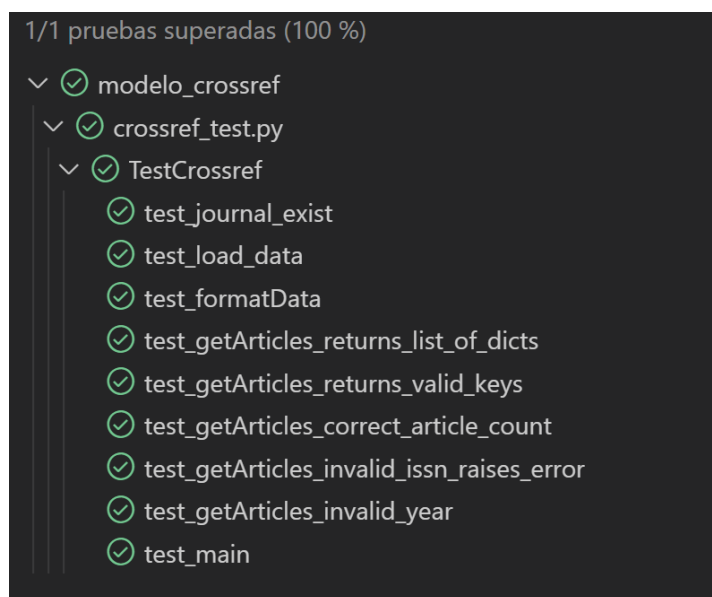 1/1 pruebas superadas (100 %)
modelo_crossref
crossref_test.py
TestCrossref
test_journal_exist
test_load_data
test_formatData
test_getArticles_returns_list_of_dicts
test_getArticles_returns_valid_keys
test_getArticles_correct_article_count
test_getArticles_invalid_issn_raises_error
test_getArticles_invalid_year
test_main